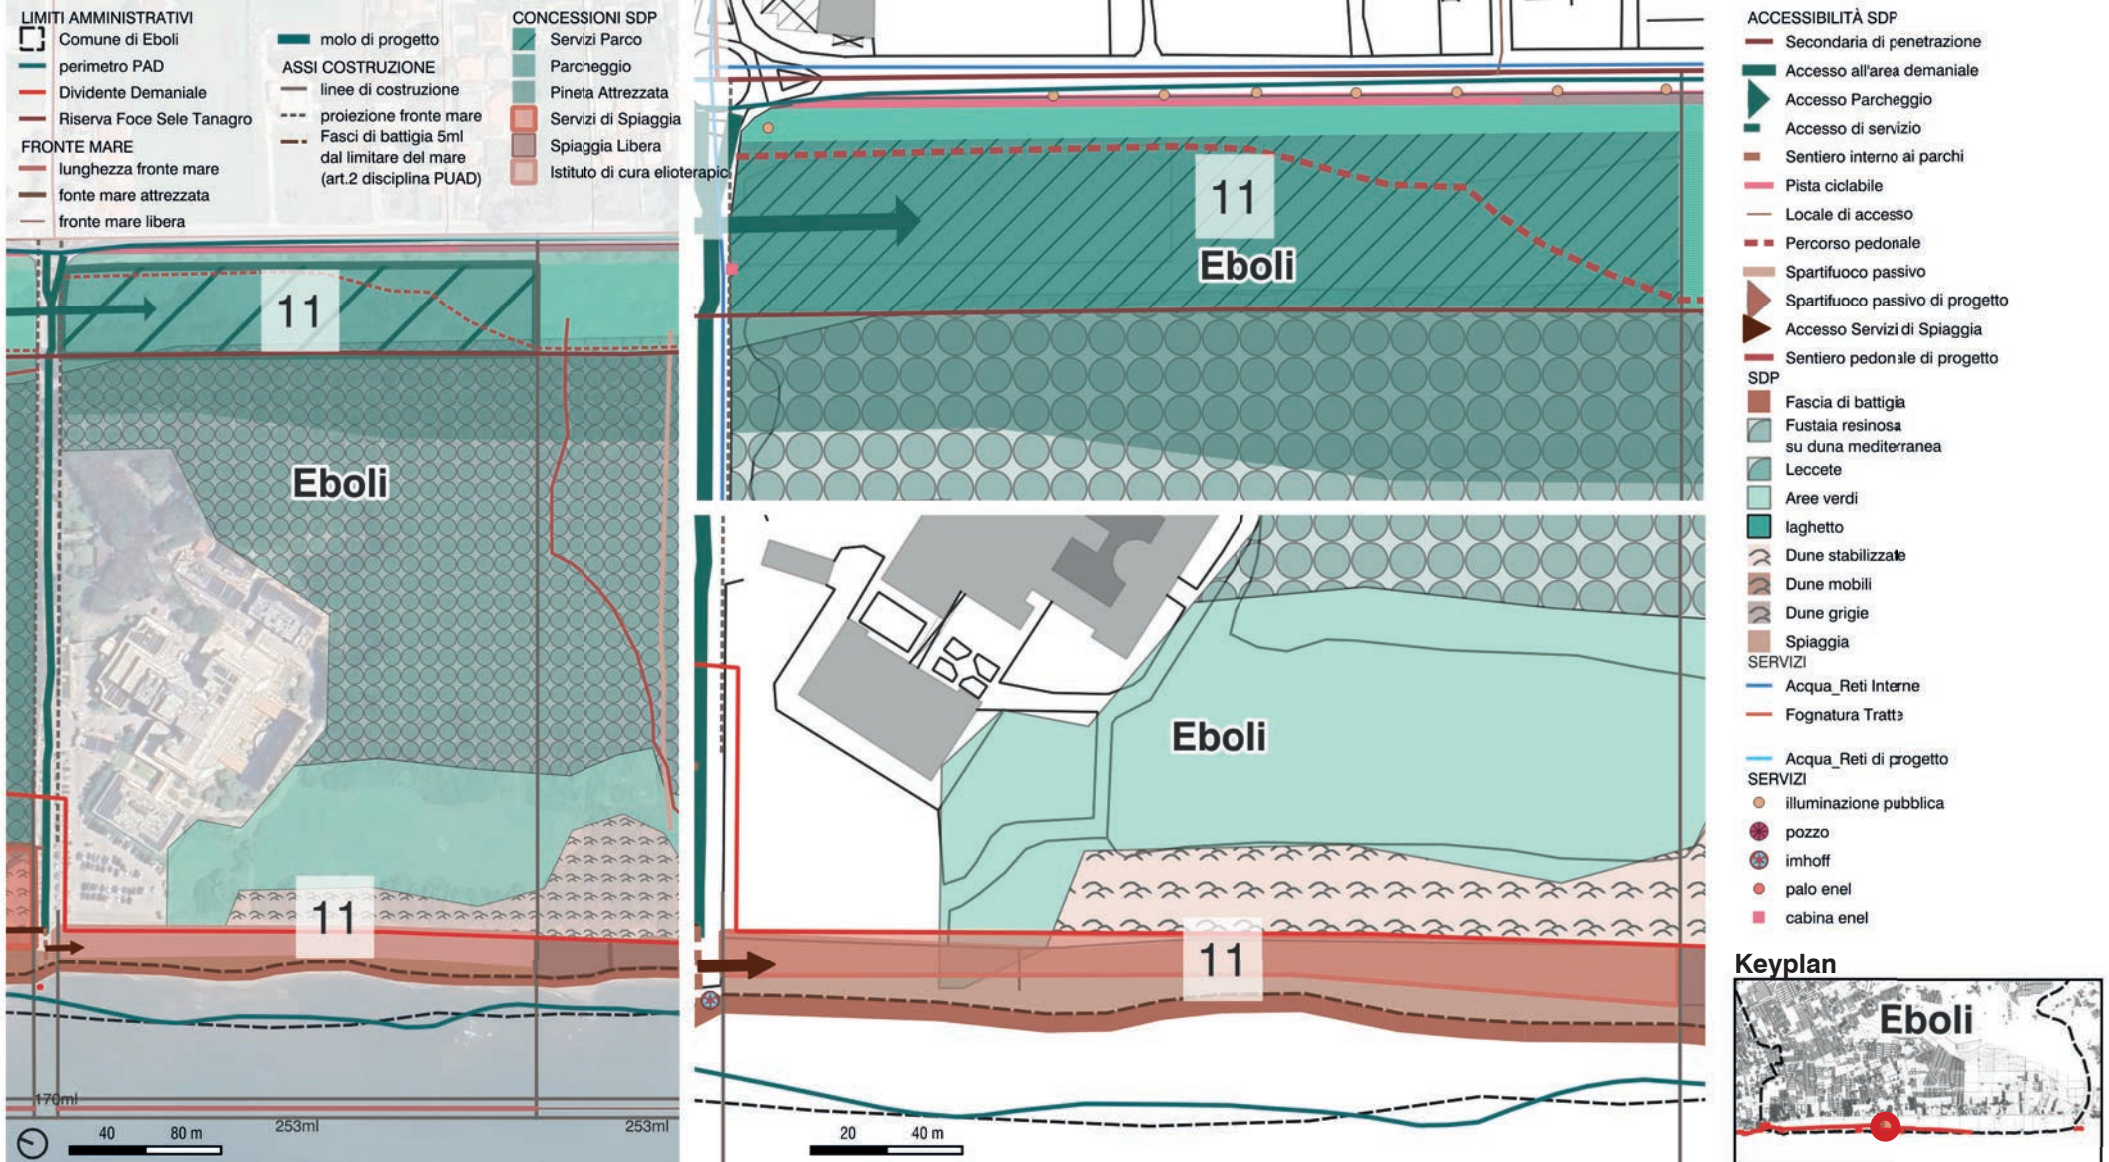 LIMITI AMMINISTRATIVI
Comune di Eboli
perimetro PAD
Dividente Demaniale
Riserva Foce Sele Tanagro
FRONTE MARE
lunghezza fronte mare
fonte mare attrezzata
fronte mare libera
molo di progetto
ASSI COSTRUZIONE
linee di costruzione
proiezione fronte mare
Fasci di battigia 5ml
dal limitare del mare
(art.2 disciplina PUAD)
CONCESSIONI SDP
Servizi Parco
Parcheggio
Pineta Attrezzata
Servizi di Spiaggia
Spiaggia Libera
Istituto di cura elioterapic
11
Eboli
11
170ml
253ml
253ml
40 80 m
11
Eboli
Eboli
11
20 40 m
ACCESSIBILITÀ SDP
Secondaria di penetrazione
Accesso all'area demaniale
Accesso Parcheggio
Accesso di servizio
Sentiero interno ai parchi
Pista ciclabile
Locale di accesso
Percorso pedonale
Spartifuoco passivo
Spartifuoco passivo di progetto
Accesso Servizi di Spiaggia
Sentiero pedonale di progetto
SDP
Fascia di battigia
Fustaia resinosa
su duna mediterranea
Leccete
Aree verdi
laghetto
Dune stabilizzate
Dune mobili
Dune grigie
Spiaggia
SERVIZI
Acqua_Reti Interne
Fognatura Tratte
Acqua_Reti di progetto
SERVIZI
illuminazione pubblica
pozzo
imhoff
palo enel
cabina enel
Keyplan
Eboli